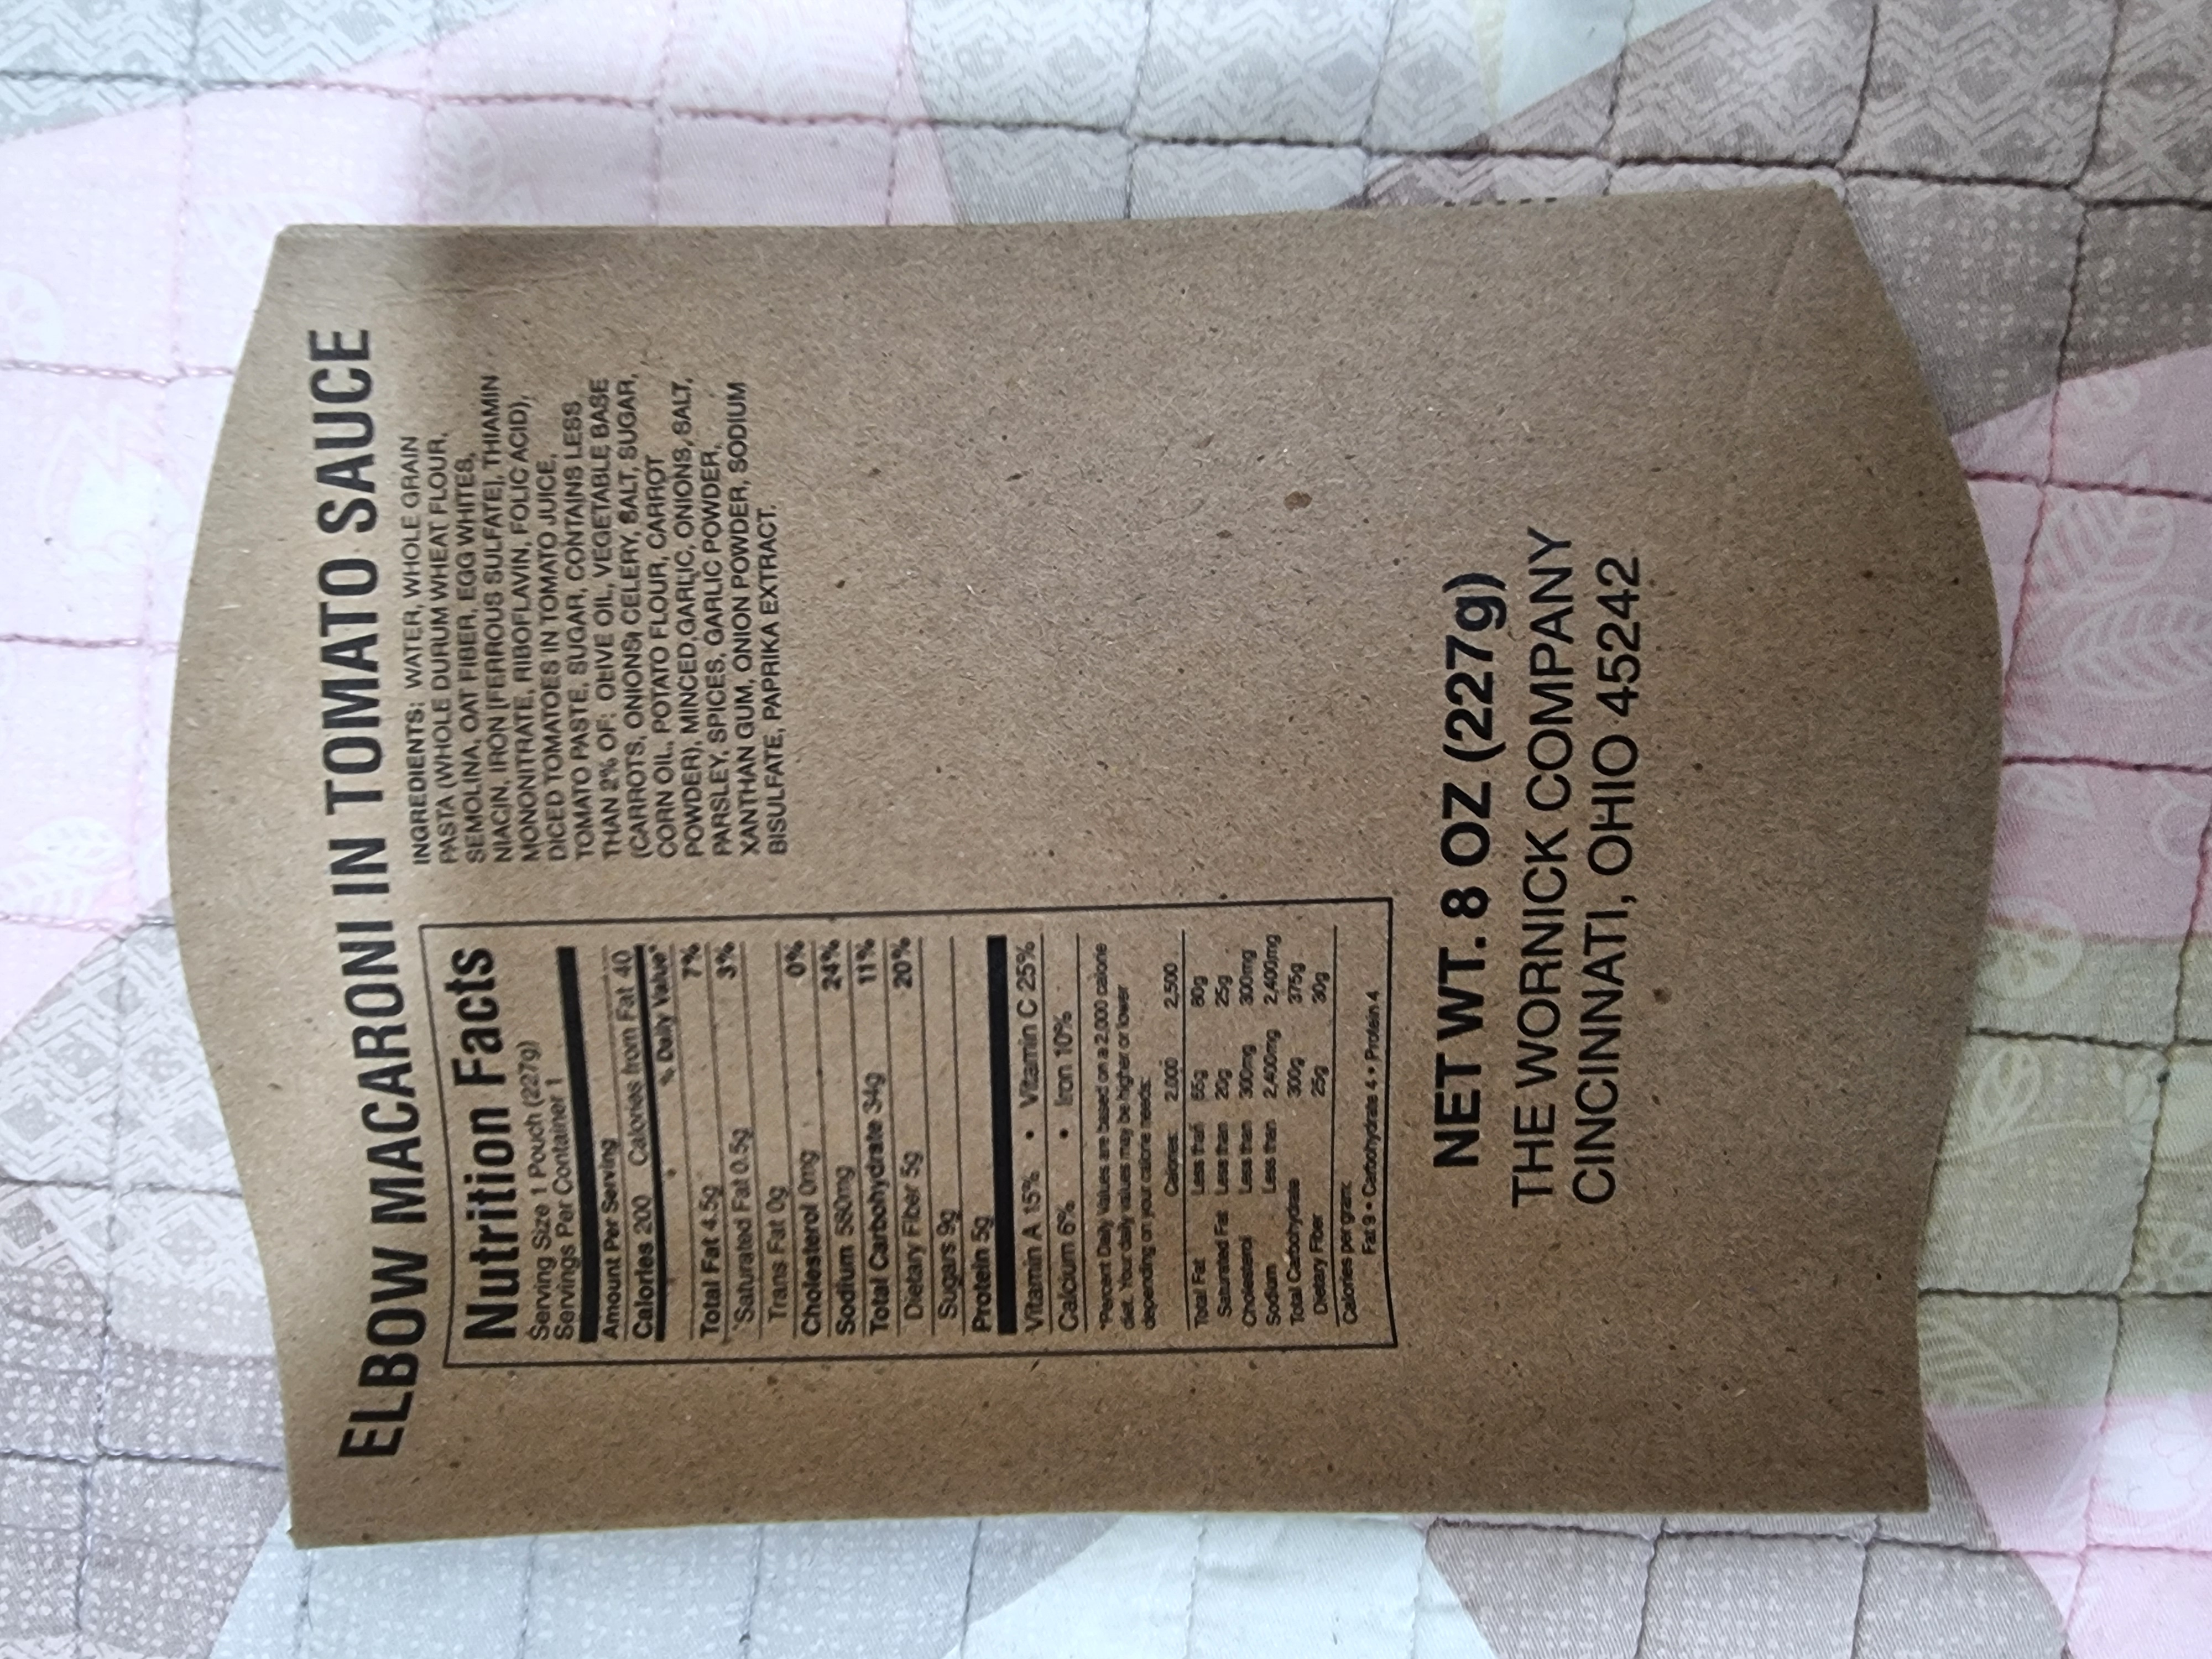 ELBOW MACARONI IN TOMATO SAUCE
Nutrition Facts
Serving Size 1 Pouch (227g)
Servings Per Container 1
Amount Per Serving
Calories 200 Calories from Fat 40
% Daily Value*
Total Fat 4.5g 7%
Saturated Fat 0.5g 3%
Trans Fat 0g
Cholesterol 0mg 0%
Sodium 580mg 24%
Total Carbohydrate 34g 11%
Dietary Fiber 5g 20%
Sugars 9g
Protein 5g
Vitamin A 15% • Vitamin C 25%
Calcium 6% • Iron 10%
*Percent Daily Values are based on a 2,000 calorie
diet. Your daily values may be higher or lower
depending on your calorie needs:
Calories: 2,000 2,500
Total Fat Less than 65g 80g
Saturated Fat Less than 20g 25g
Cholesterol Less than 300mg 300mg
Sodium Less than 2,400mg 2,400mg
Total Carbohydrate 300g 375g
Dietary Fiber 25g 30g
Calories per gram:
Fat 9 • Carbohydrate 4 • Protein 4
INGREDIENTS: WATER, WHOLE GRAIN
PASTA (WHOLE DURUM WHEAT FLOUR,
SEMOLINA, OAT FIBER, EGG WHITES,
NIACIN, IRON [FERROUS SULFATE], THIAMIN
MONONITRATE, RIBOFLAVIN, FOLIC ACID),
DICED TOMATOES IN TOMATO JUICE,
TOMATO PASTE, SUGAR, CONTAINS LESS
THAN 2% OF: OLIVE OIL, VEGETABLE BASE
(CARROTS, ONIONS, CELERY, SALT, SUGAR,
CORN OIL, POTATO FLOUR, CARROT
POWDER), MINCED GARLIC, ONIONS, SALT,
PARSLEY, SPICES, GARLIC POWDER,
XANTHAN GUM, ONION POWDER, SODIUM
BISULFATE, PAPRIKA EXTRACT.
NET WT. 8 OZ (227g)
THE WORNICK COMPANY
CINCINNATI, OHIO 45242